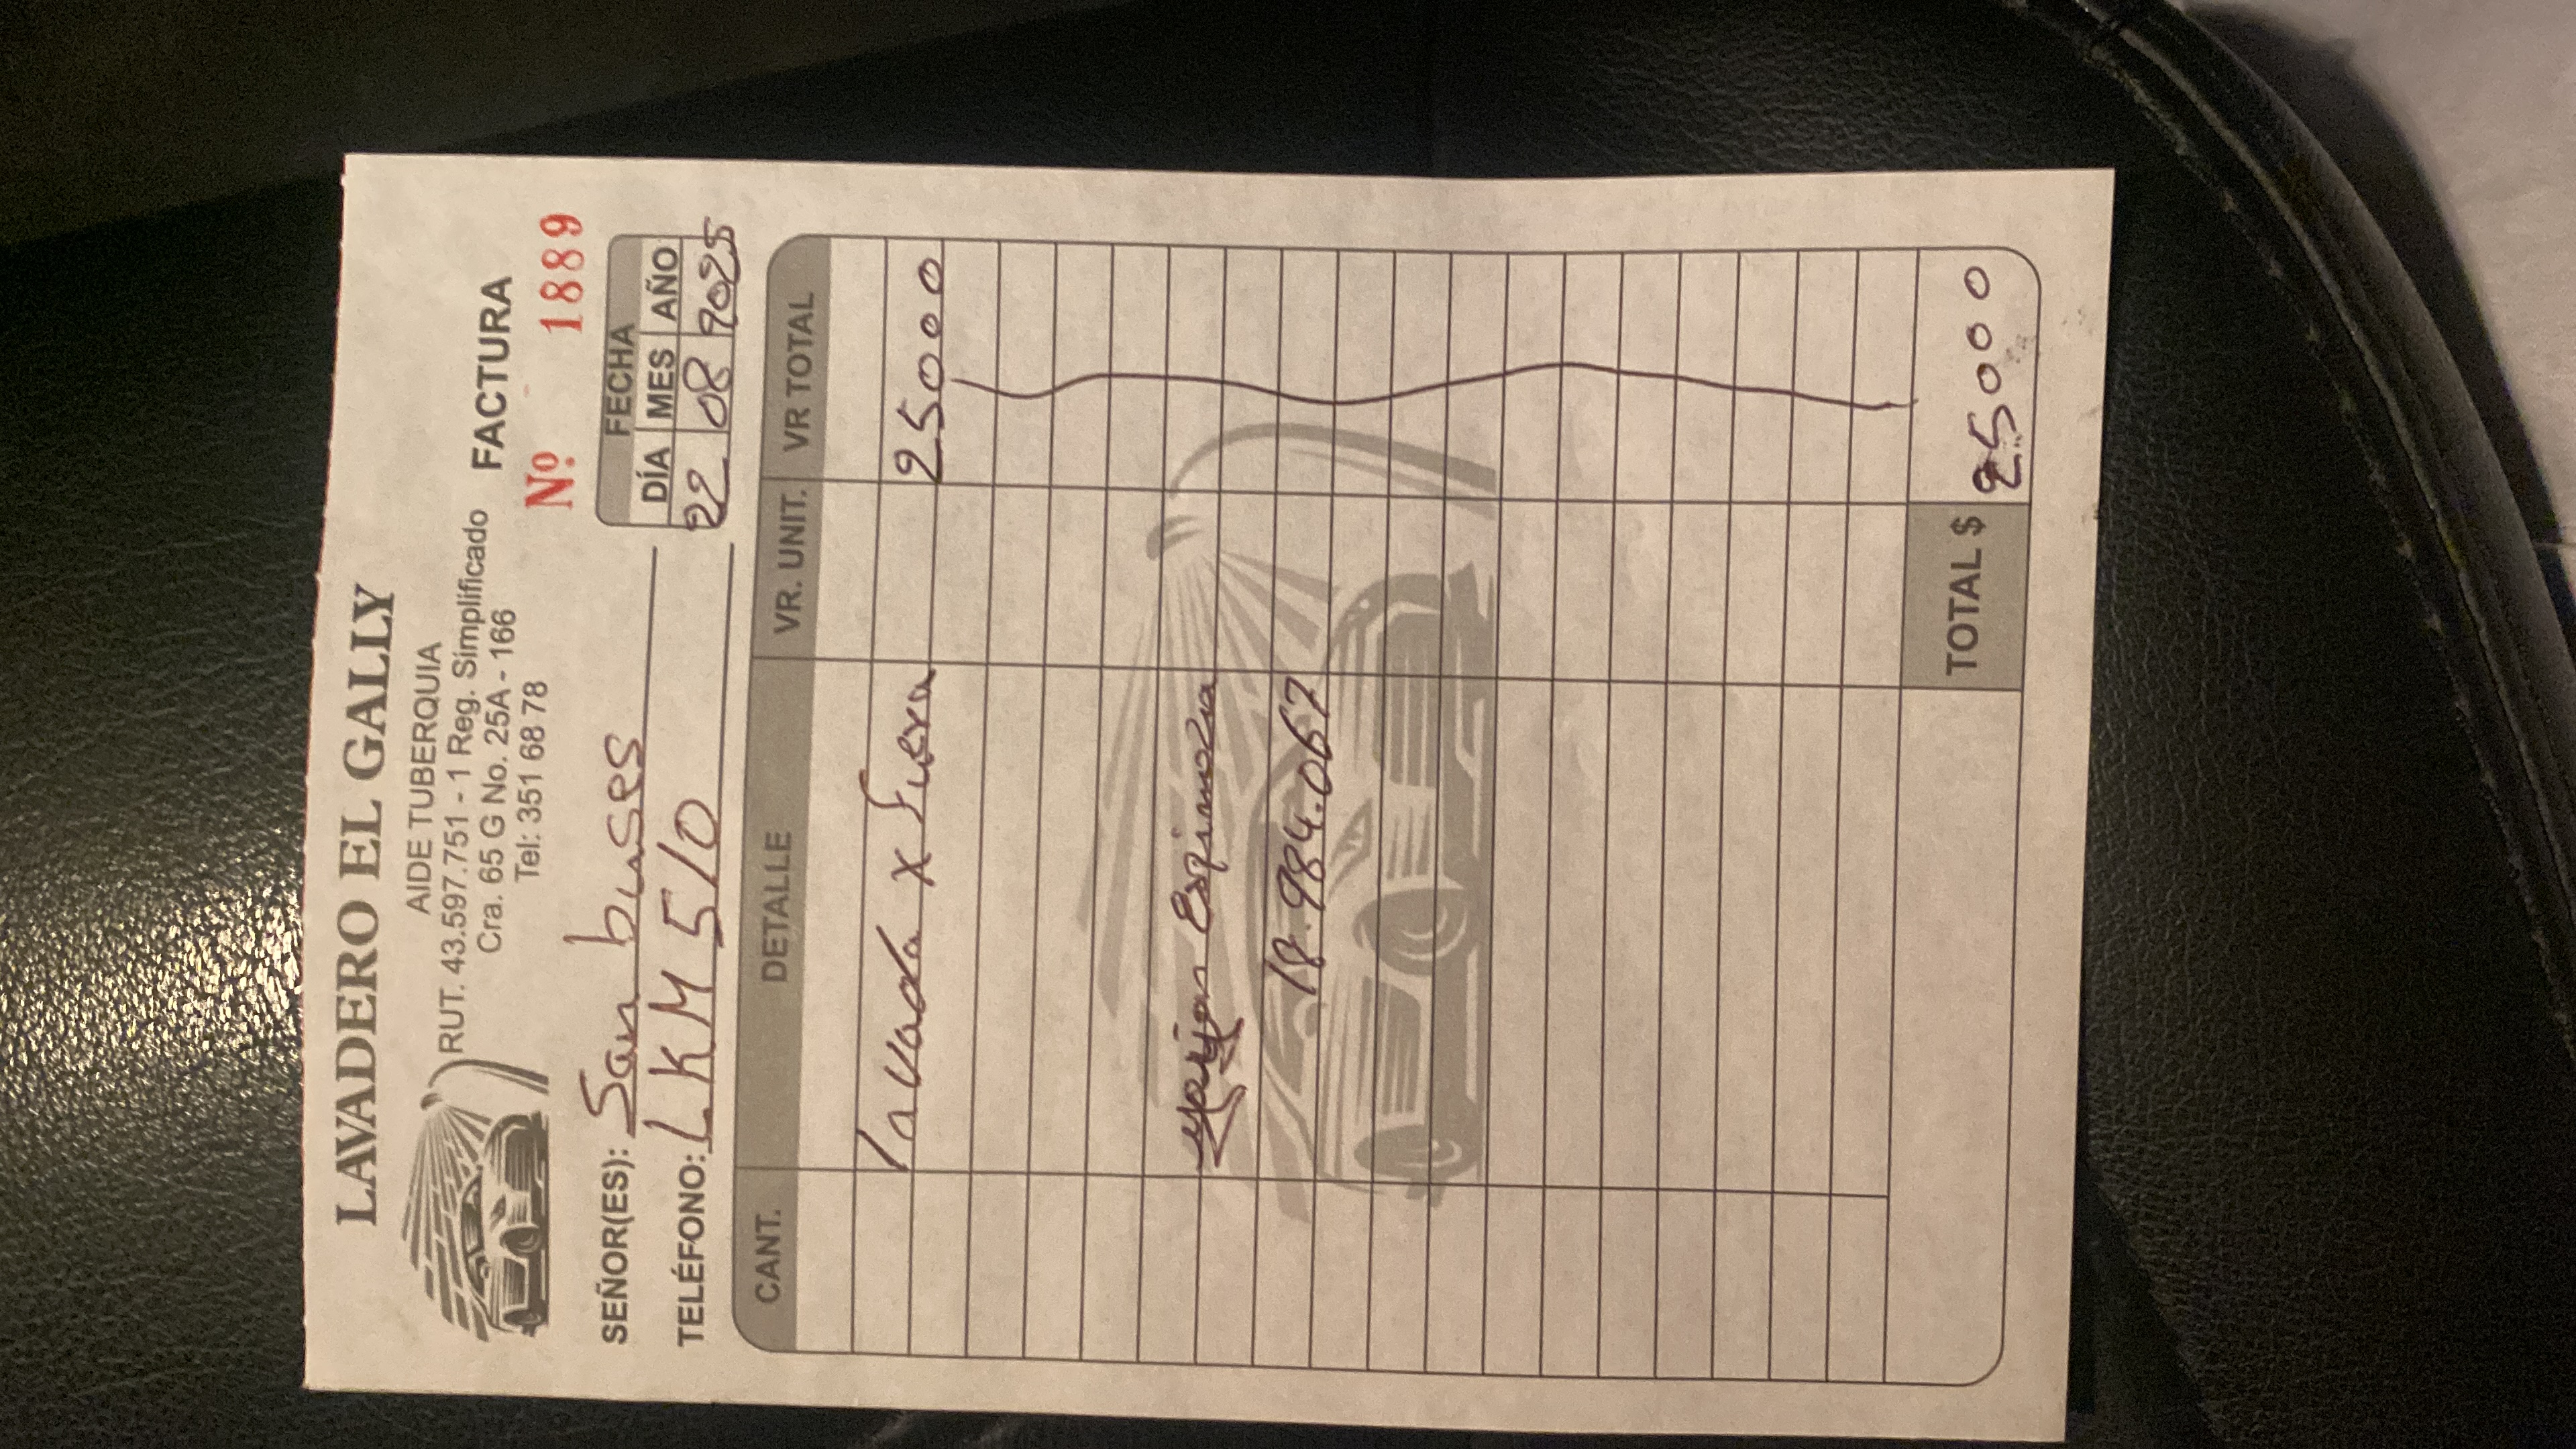 LAVADERO EL GALLY
AIDE TUBERQUIA
RUT. 43.597.751 - 1 Reg. Simplificado
Cra. 65 G No. 25A - 166
Tel: 351 68 78
FACTURA
Nº 1889
SEÑOR(ES): San buses
TELÉFONO: LKM 510
FECHA
DÍA MES AÑO
22 08 2025
CANT. DETALLE VR. UNIT. VR TOTAL
Lavada x Fuera 25000
Espinoza
18.984.067
TOTAL $ 25000